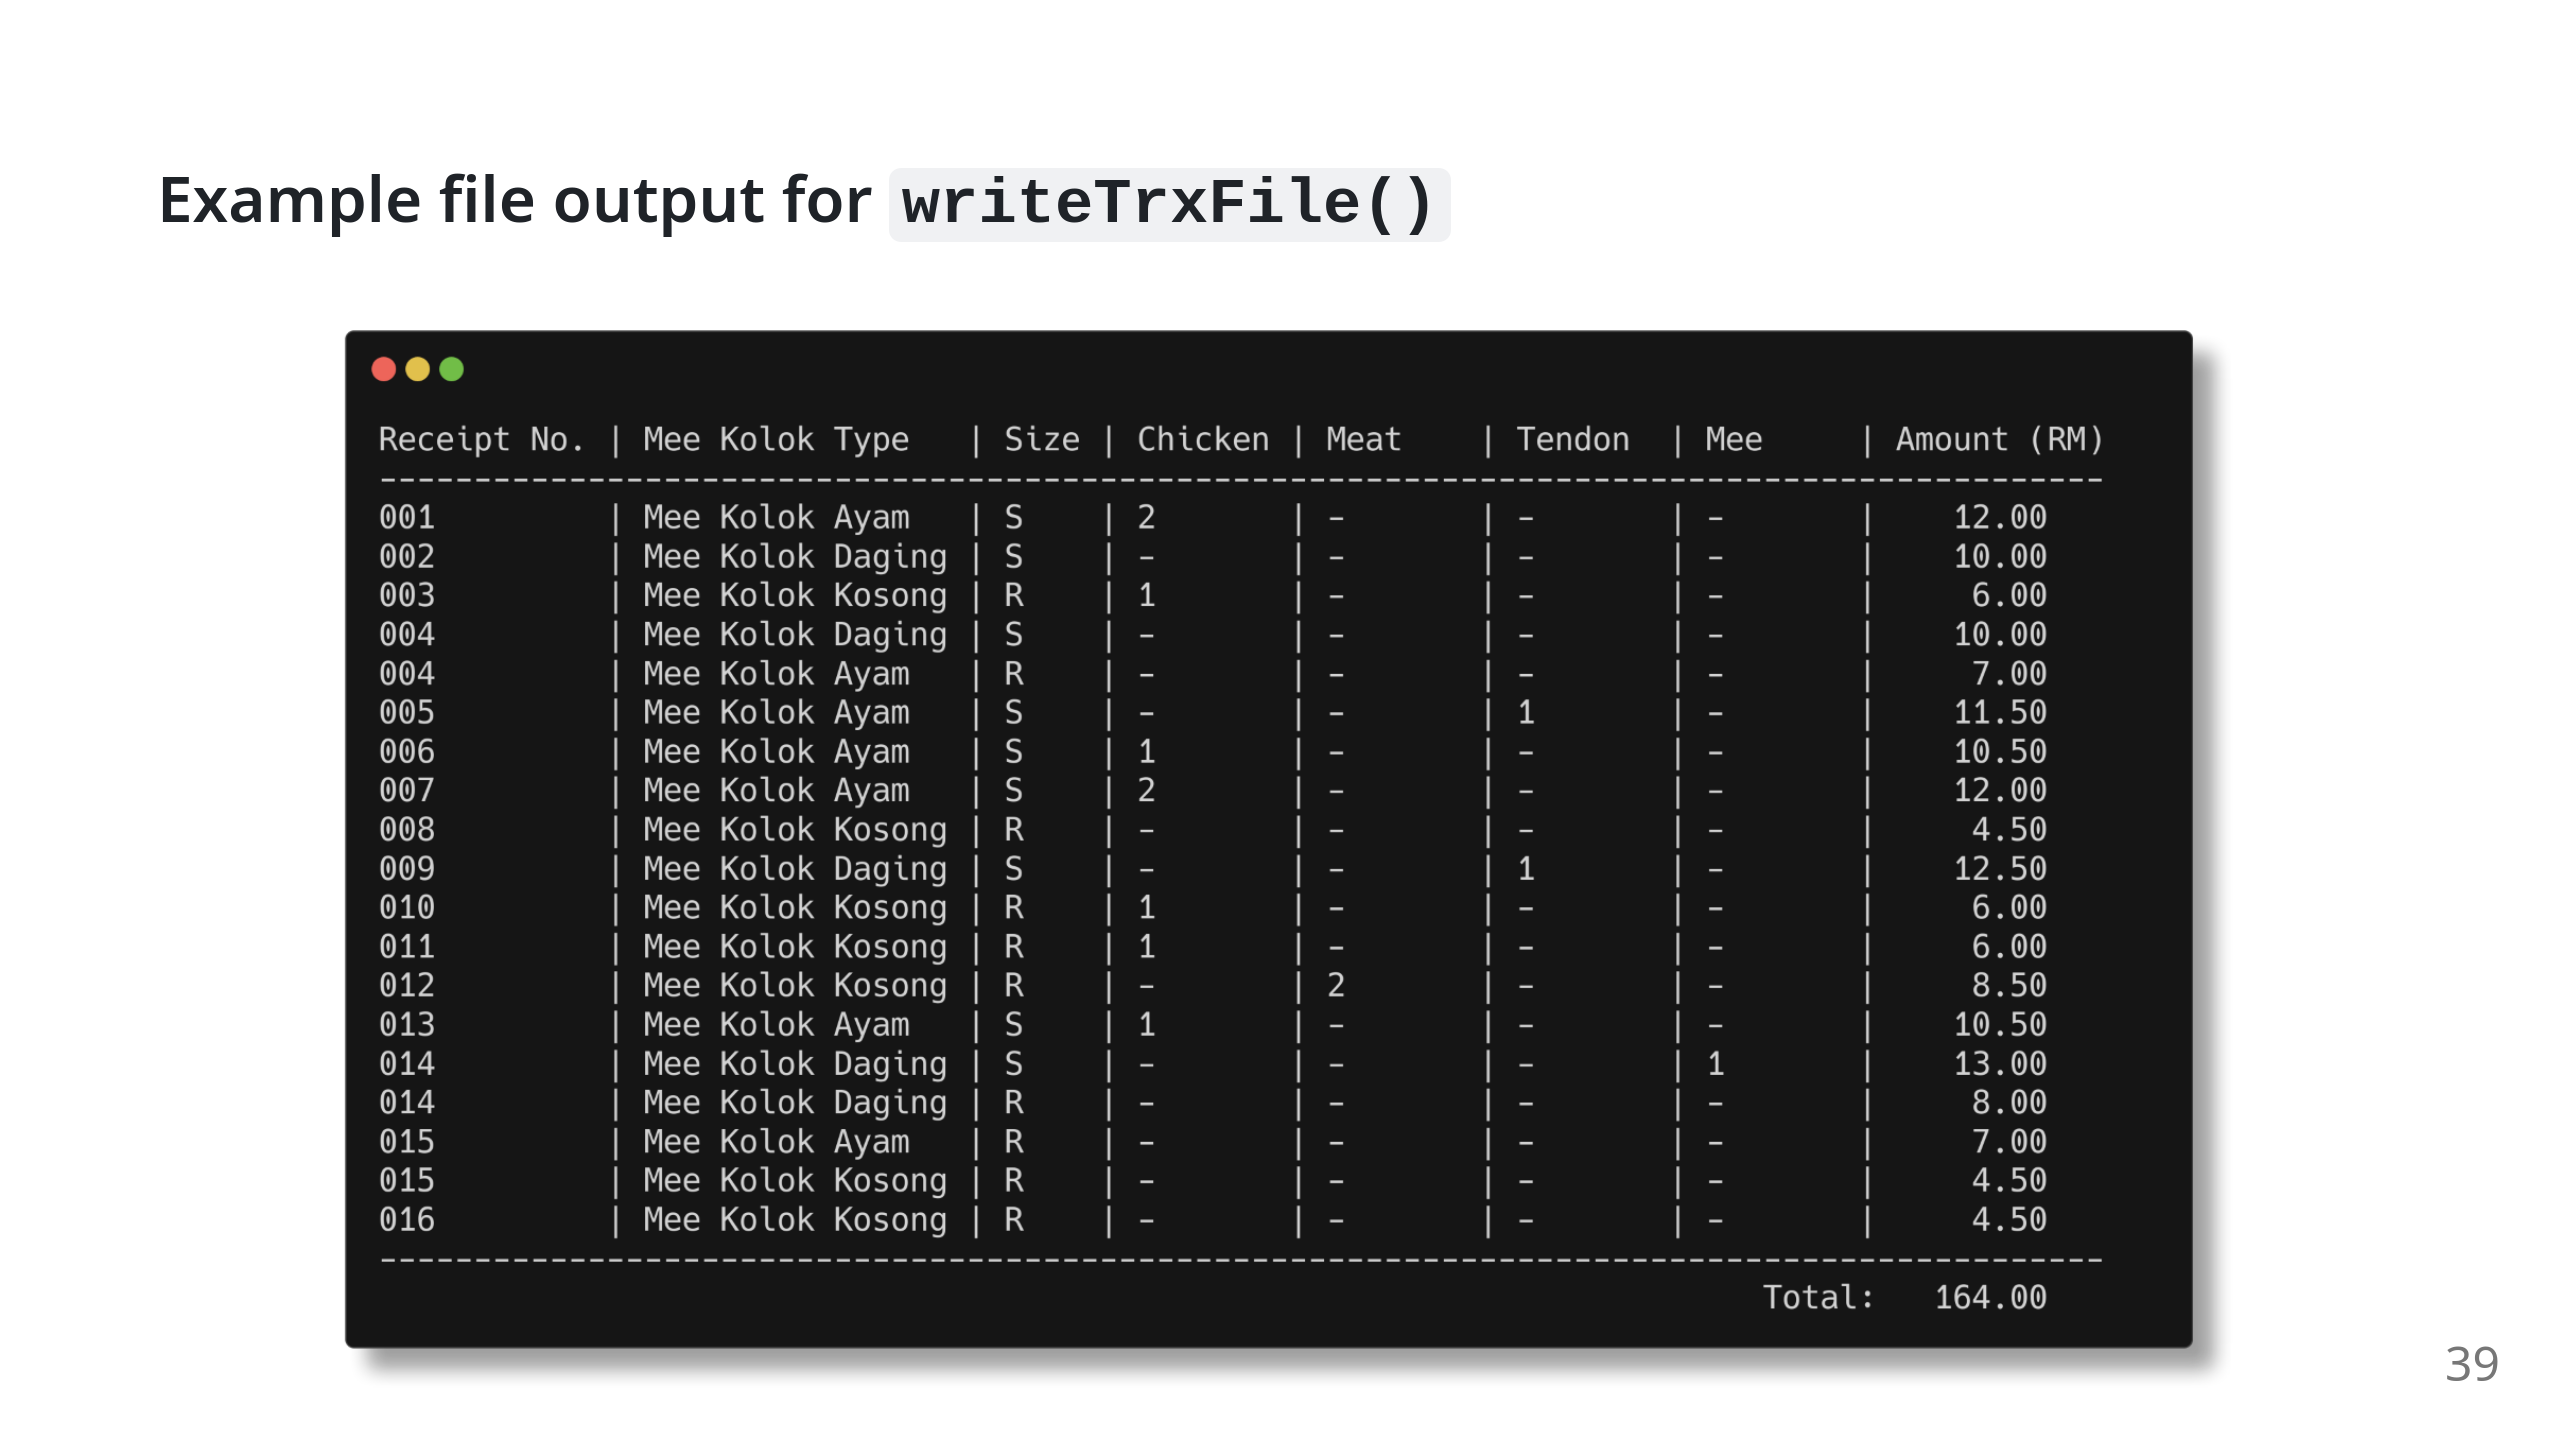 Example file output for writeTrxFile()
Receipt No. | Mee Kolok Type   | Size | Chicken | Meat    | Tendon  | Mee     | Amount (RM)
-------------------------------------------------------------------------------------------
001         | Mee Kolok Ayam   | S    | 2       | -       | -       | -       |    12.00
002         | Mee Kolok Daging | S    | -       | -       | -       | -       |    10.00
003         | Mee Kolok Kosong | R    | 1       | -       | -       | -       |     6.00
004         | Mee Kolok Daging | S    | -       | -       | -       | -       |    10.00
004         | Mee Kolok Ayam   | R    | -       | -       | -       | -       |     7.00
005         | Mee Kolok Ayam   | S    | -       | -       | 1       | -       |    11.50
006         | Mee Kolok Ayam   | S    | 1       | -       | -       | -       |    10.50
007         | Mee Kolok Ayam   | S    | 2       | -       | -       | -       |    12.00
008         | Mee Kolok Kosong | R    | -       | -       | -       | -       |     4.50
009         | Mee Kolok Daging | S    | -       | -       | 1       | -       |    12.50
010         | Mee Kolok Kosong | R    | 1       | -       | -       | -       |     6.00
011         | Mee Kolok Kosong | R    | 1       | -       | -       | -       |     6.00
012         | Mee Kolok Kosong | R    | -       | 2       | -       | -       |     8.50
013         | Mee Kolok Ayam   | S    | 1       | -       | -       | -       |    10.50
014         | Mee Kolok Daging | S    | -       | -       | -       | 1       |    13.00
014         | Mee Kolok Daging | R    | -       | -       | -       | -       |     8.00
015         | Mee Kolok Ayam   | R    | -       | -       | -       | -       |     7.00
015         | Mee Kolok Kosong | R    | -       | -       | -       | -       |     4.50
016         | Mee Kolok Kosong | R    | -       | -       | -       | -       |     4.50
-------------------------------------------------------------------------------------------
Total:   164.00
39